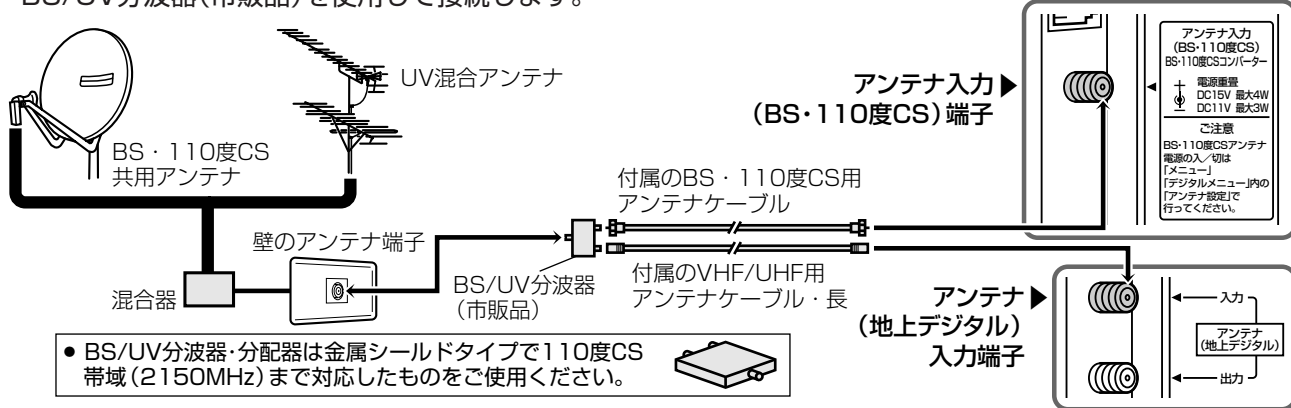 BS/UV分波器(市販品)を使用して接続します。
UV混合アンテナ
BS・110度CS
共用アンテナ
壁のアンテナ端子
混合器
BS/UV分波器
(市販品)
付属のBS・110度CS用
アンテナケーブル
付属のVHF/UHF用
アンテナケーブル・長
アンテナ入力▶
(BS・110度CS)端子
アンテナ入力
(BS・110度CS)
BS・110度CSコンバーター
電源重畳
DC15V 最大4W
DC11V 最大3W
ご注意
BS・110度CSアンテナ
電源の入／切は
「メニュー」
「デジタルメニュー」内の
「アンテナ設定」で
行ってください。
アンテナ▶
(地上デジタル)
入力端子
入力
アンテナ
(地上デジタル)
出力
● BS/UV分波器・分配器は金属シールドタイプで110度CS
帯域(2150MHz)まで対応したものをご使用ください。